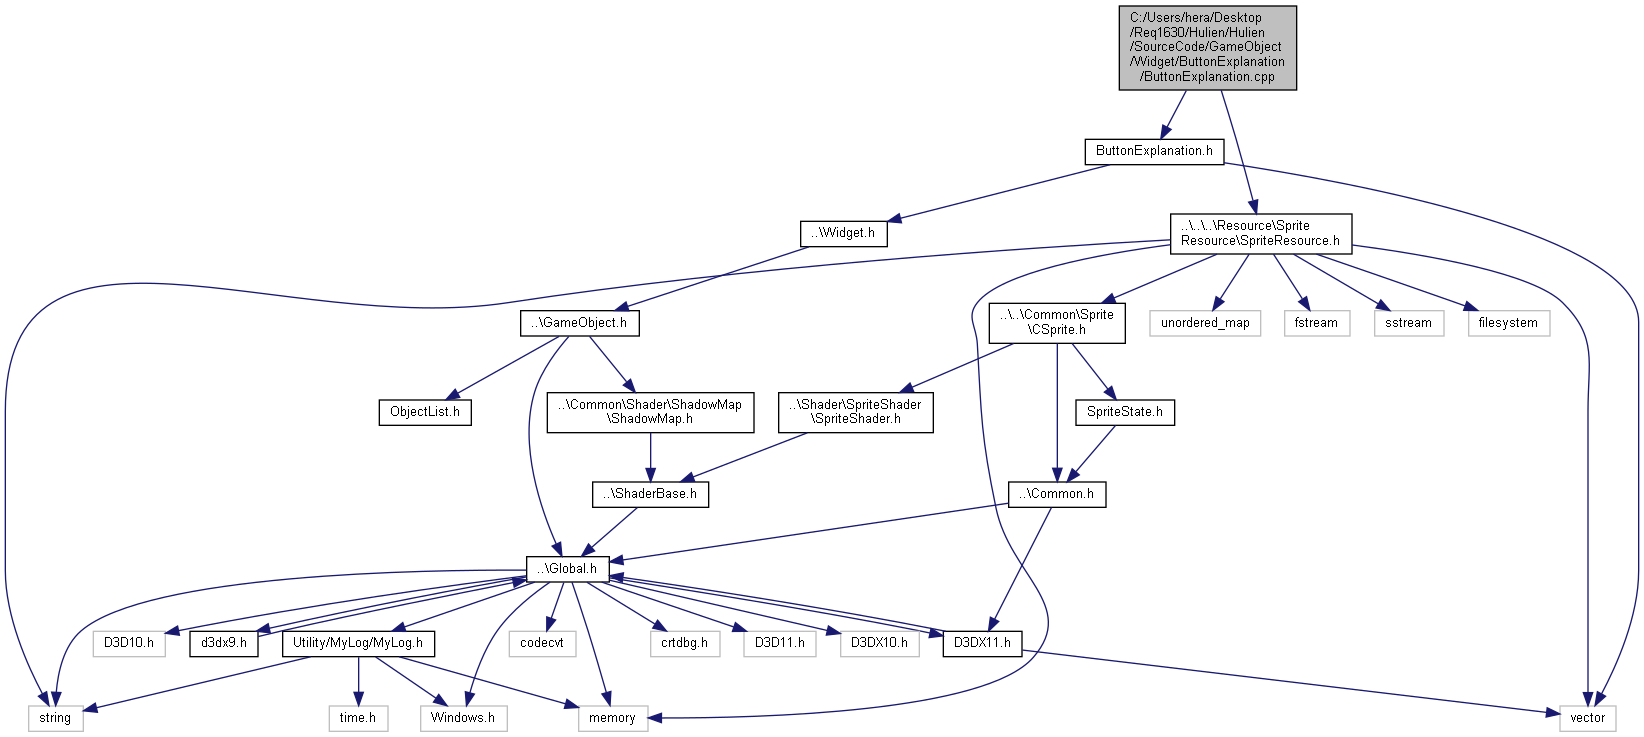 C:/Users/hera/Desktop
/Req1630/Hulien/Hulien
/SourceCode/GameObject
/Widget/ButtonExplanation
/ButtonExplanation.cpp
ButtonExplanation.h
..\Widget.h
..\..\..\Resource\Sprite
Resource\SpriteResource.h
..\GameObject.h
..\..\Common\Sprite
\CSprite.h
unordered_map
fstream
sstream
filesystem
ObjectList.h
..\Common\Shader\ShadowMap
\ShadowMap.h
..\Shader\SpriteShader
\SpriteShader.h
SpriteState.h
..\ShaderBase.h
..\Common.h
..\Global.h
D3D10.h
d3dx9.h
Utility/MyLog/MyLog.h
codecvt
crtdbg.h
D3D11.h
D3DX10.h
D3DX11.h
string
time.h
Windows.h
memory
vector